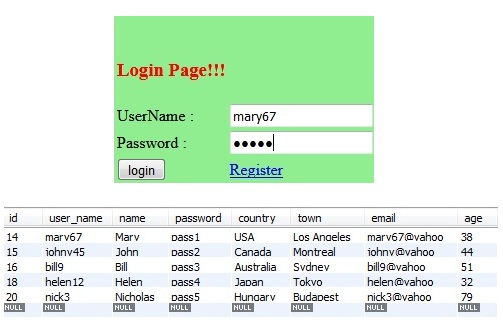 Login Page!!!
UserName : mary67
Password : ●●●●●
login Register
id user_name name password country town email age
14 mary67 Mary pass1 USA Los Angeles mary67@yahoo 38
15 johny45 John pass2 Canada Montreal johny@yahoo 44
16 bill9 Bill pass3 Australia Sydney bill9@yahoo 51
18 helen12 Helen pass4 Japan Tokyo helen@yahoo 32
20 nick3 Nicholas pass5 Hungary Budapest nick3@yahoo 79
NULL NULL NULL NULL NULL NULL NULL NULL